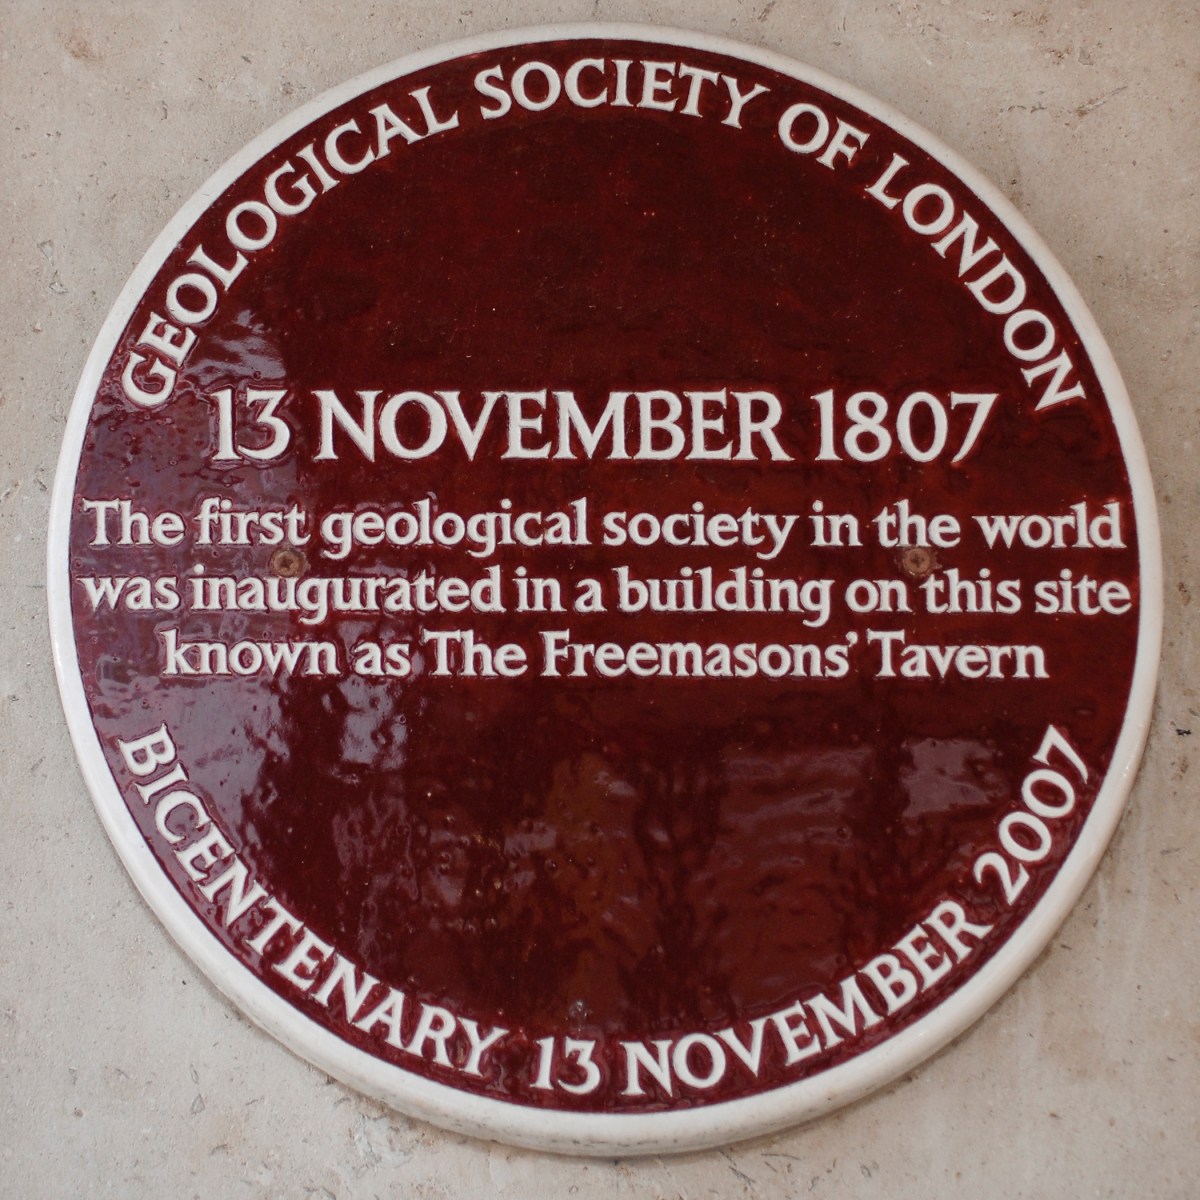 GEOLOGICAL SOCIETY OF LONDON
13 NOVEMBER 1807
The first geological society in the world
was inaugurated in a building on this site
known as The Freemasons' Tavern
BICENTENARY 13 NOVEMBER 2007